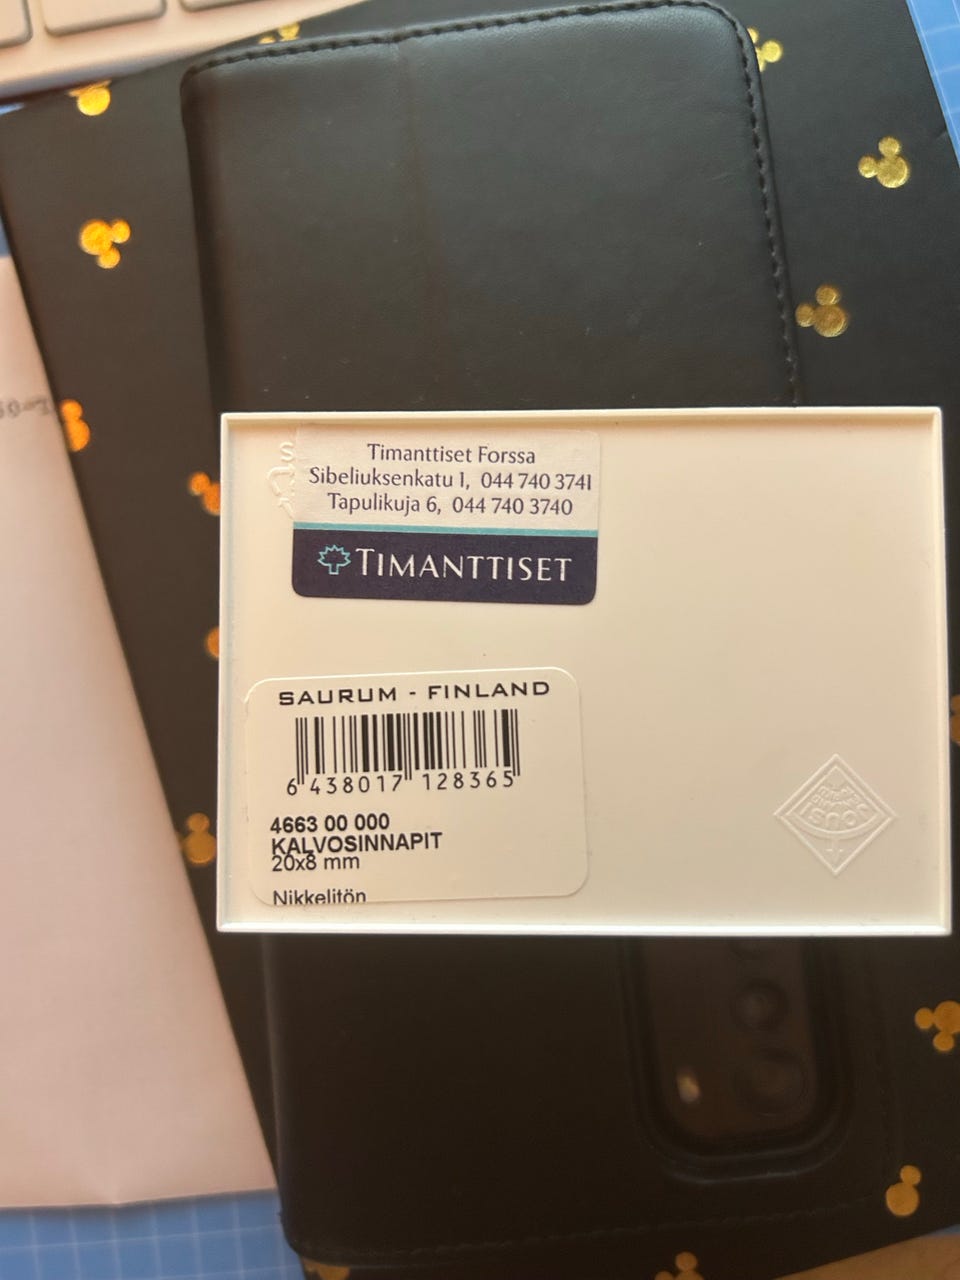 Timanttiset Forssa
Sibeliuksenkatu 1, 044 740 3741
Tapulikuja 6, 044 740 3740
TIMANTTISET
SAURUM - FINLAND
6 438017 128365
4663 00 000
KALVOSINNAPIT
20x8 mm
Nikkelitön